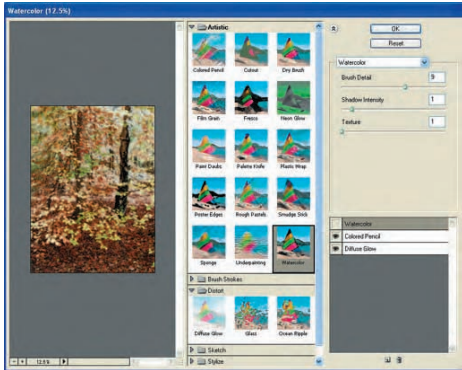 Watercolor (12.5%)
Artistic
Colored Pencil
Cutout
Dry Brush
Film Grain
Fresco
Neon Glow
Paint Daubs
Palette Knife
Plastic Wrap
Poster Edges
Rough Pastels
Smudge Stick
Sponge
Underpainting
Watercolor
Brush Strokes
Distort
Diffuse Glow
Glass
Ocean Ripple
Sketch
Stylize
12.5%
OK
Reset
Watercolor
Brush Detail 9
Shadow Intensity 1
Texture 1
Watercolor
Colored Pencil
Diffuse Glow